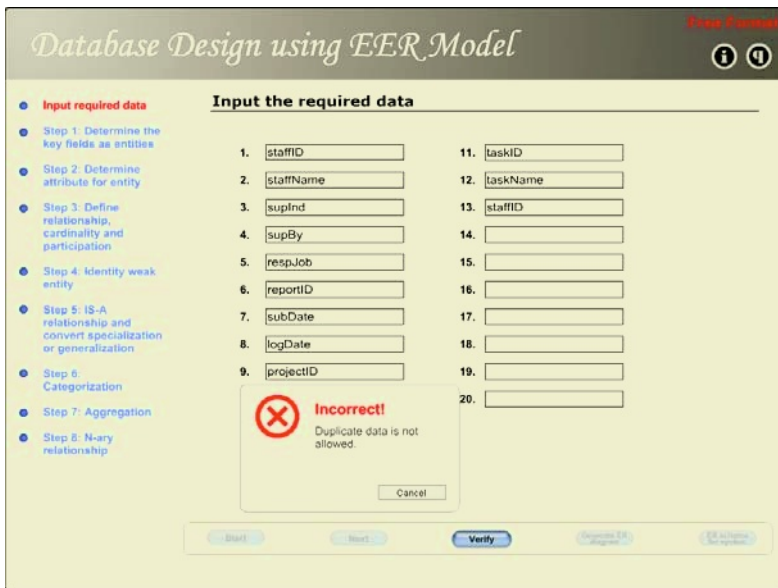 Free Format
Database Design using EER Model
Input required data
Step 1: Determine the
key fields as entities
Step 2: Determine
attribute for entity
Step 3: Define
relationship,
cardinality and
participation
Step 4: Identity weak
entity
Step 5: IS-A
relationship and
convert specialization
or generalization
Step 6:
Categorization
Step 7: Aggregation
Step 8: N-ary
relationship
Input the required data
1. staffID
2. staffName
3. supInd
4. supBy
5. respJob
6. reportID
7. subDate
8. logDate
9. projectID
11. taskID
12. taskName
13. staffID
14.
15.
16.
17.
18.
19.
20.
Incorrect!
Duplicate data is not
allowed.
Cancel
Start
Next
Verify
Generate ER
diagram